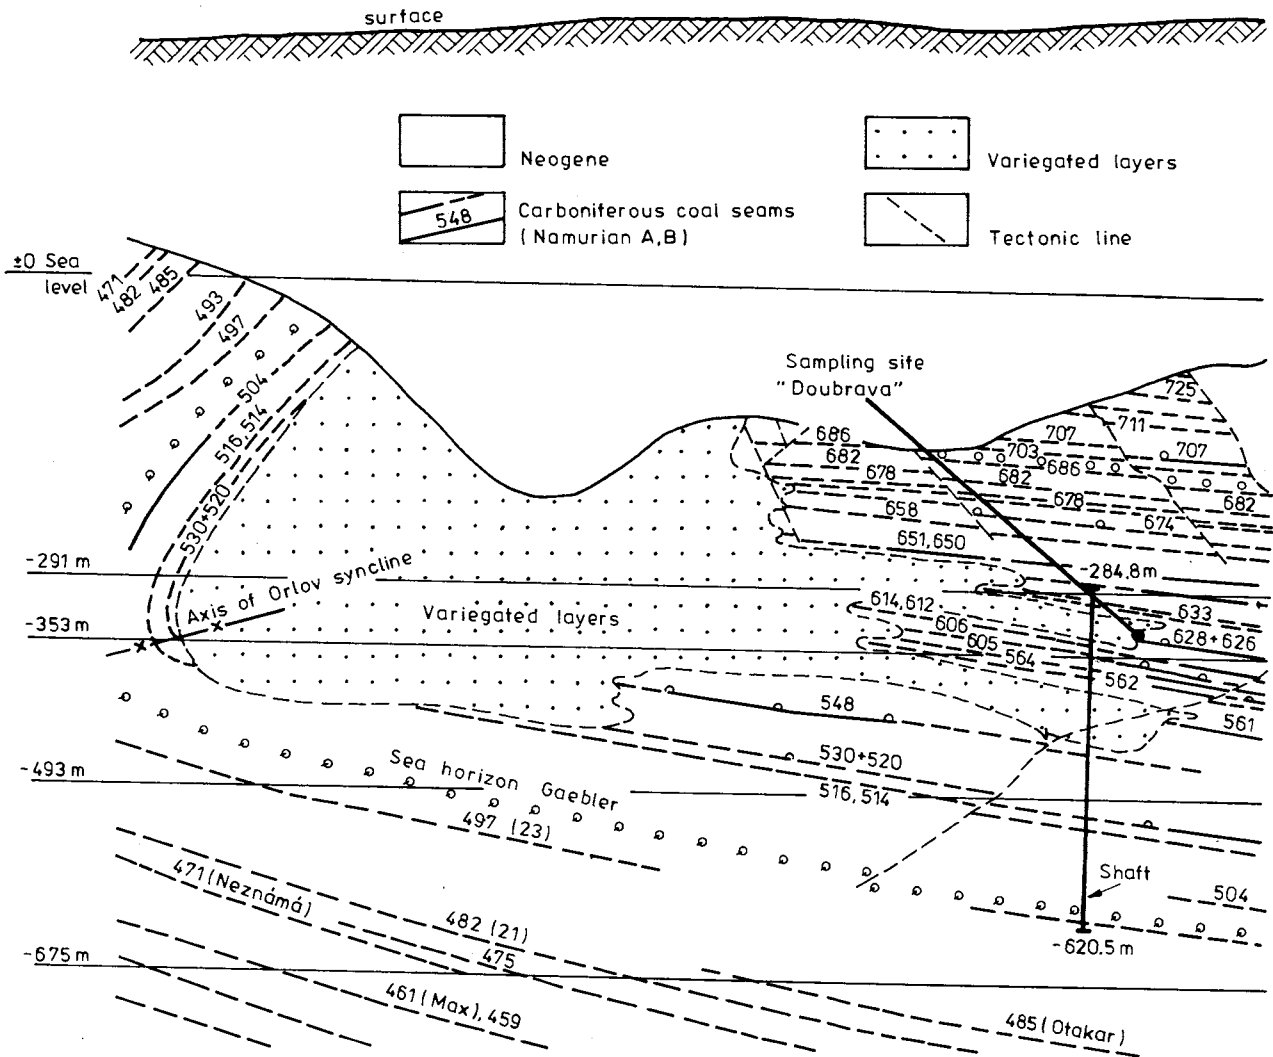 surface
Neogene
Variegated layers
548
Carboniferous coal seams
(Namurian A,B)
Tectonic line
±0 Sea
level
471
482
485
493
497
504
516,514
530+520
Sampling site
"Doubrava"
725
711
707
707
703
686
686
682
682
682
678
678
674
658
651,650
-291 m
-284.8m
Axis of Orlov syncline
Variegated layers
614,612
606
605
564
562
561
633
628+626
-353 m
548
530+520
516,514
Sea horizon Gaebler
-493 m
497 (23)
Shaft
504
471(Neznámá)
482 (21)
475
-620.5 m
-675 m
461(Max),459
485(Otakar)